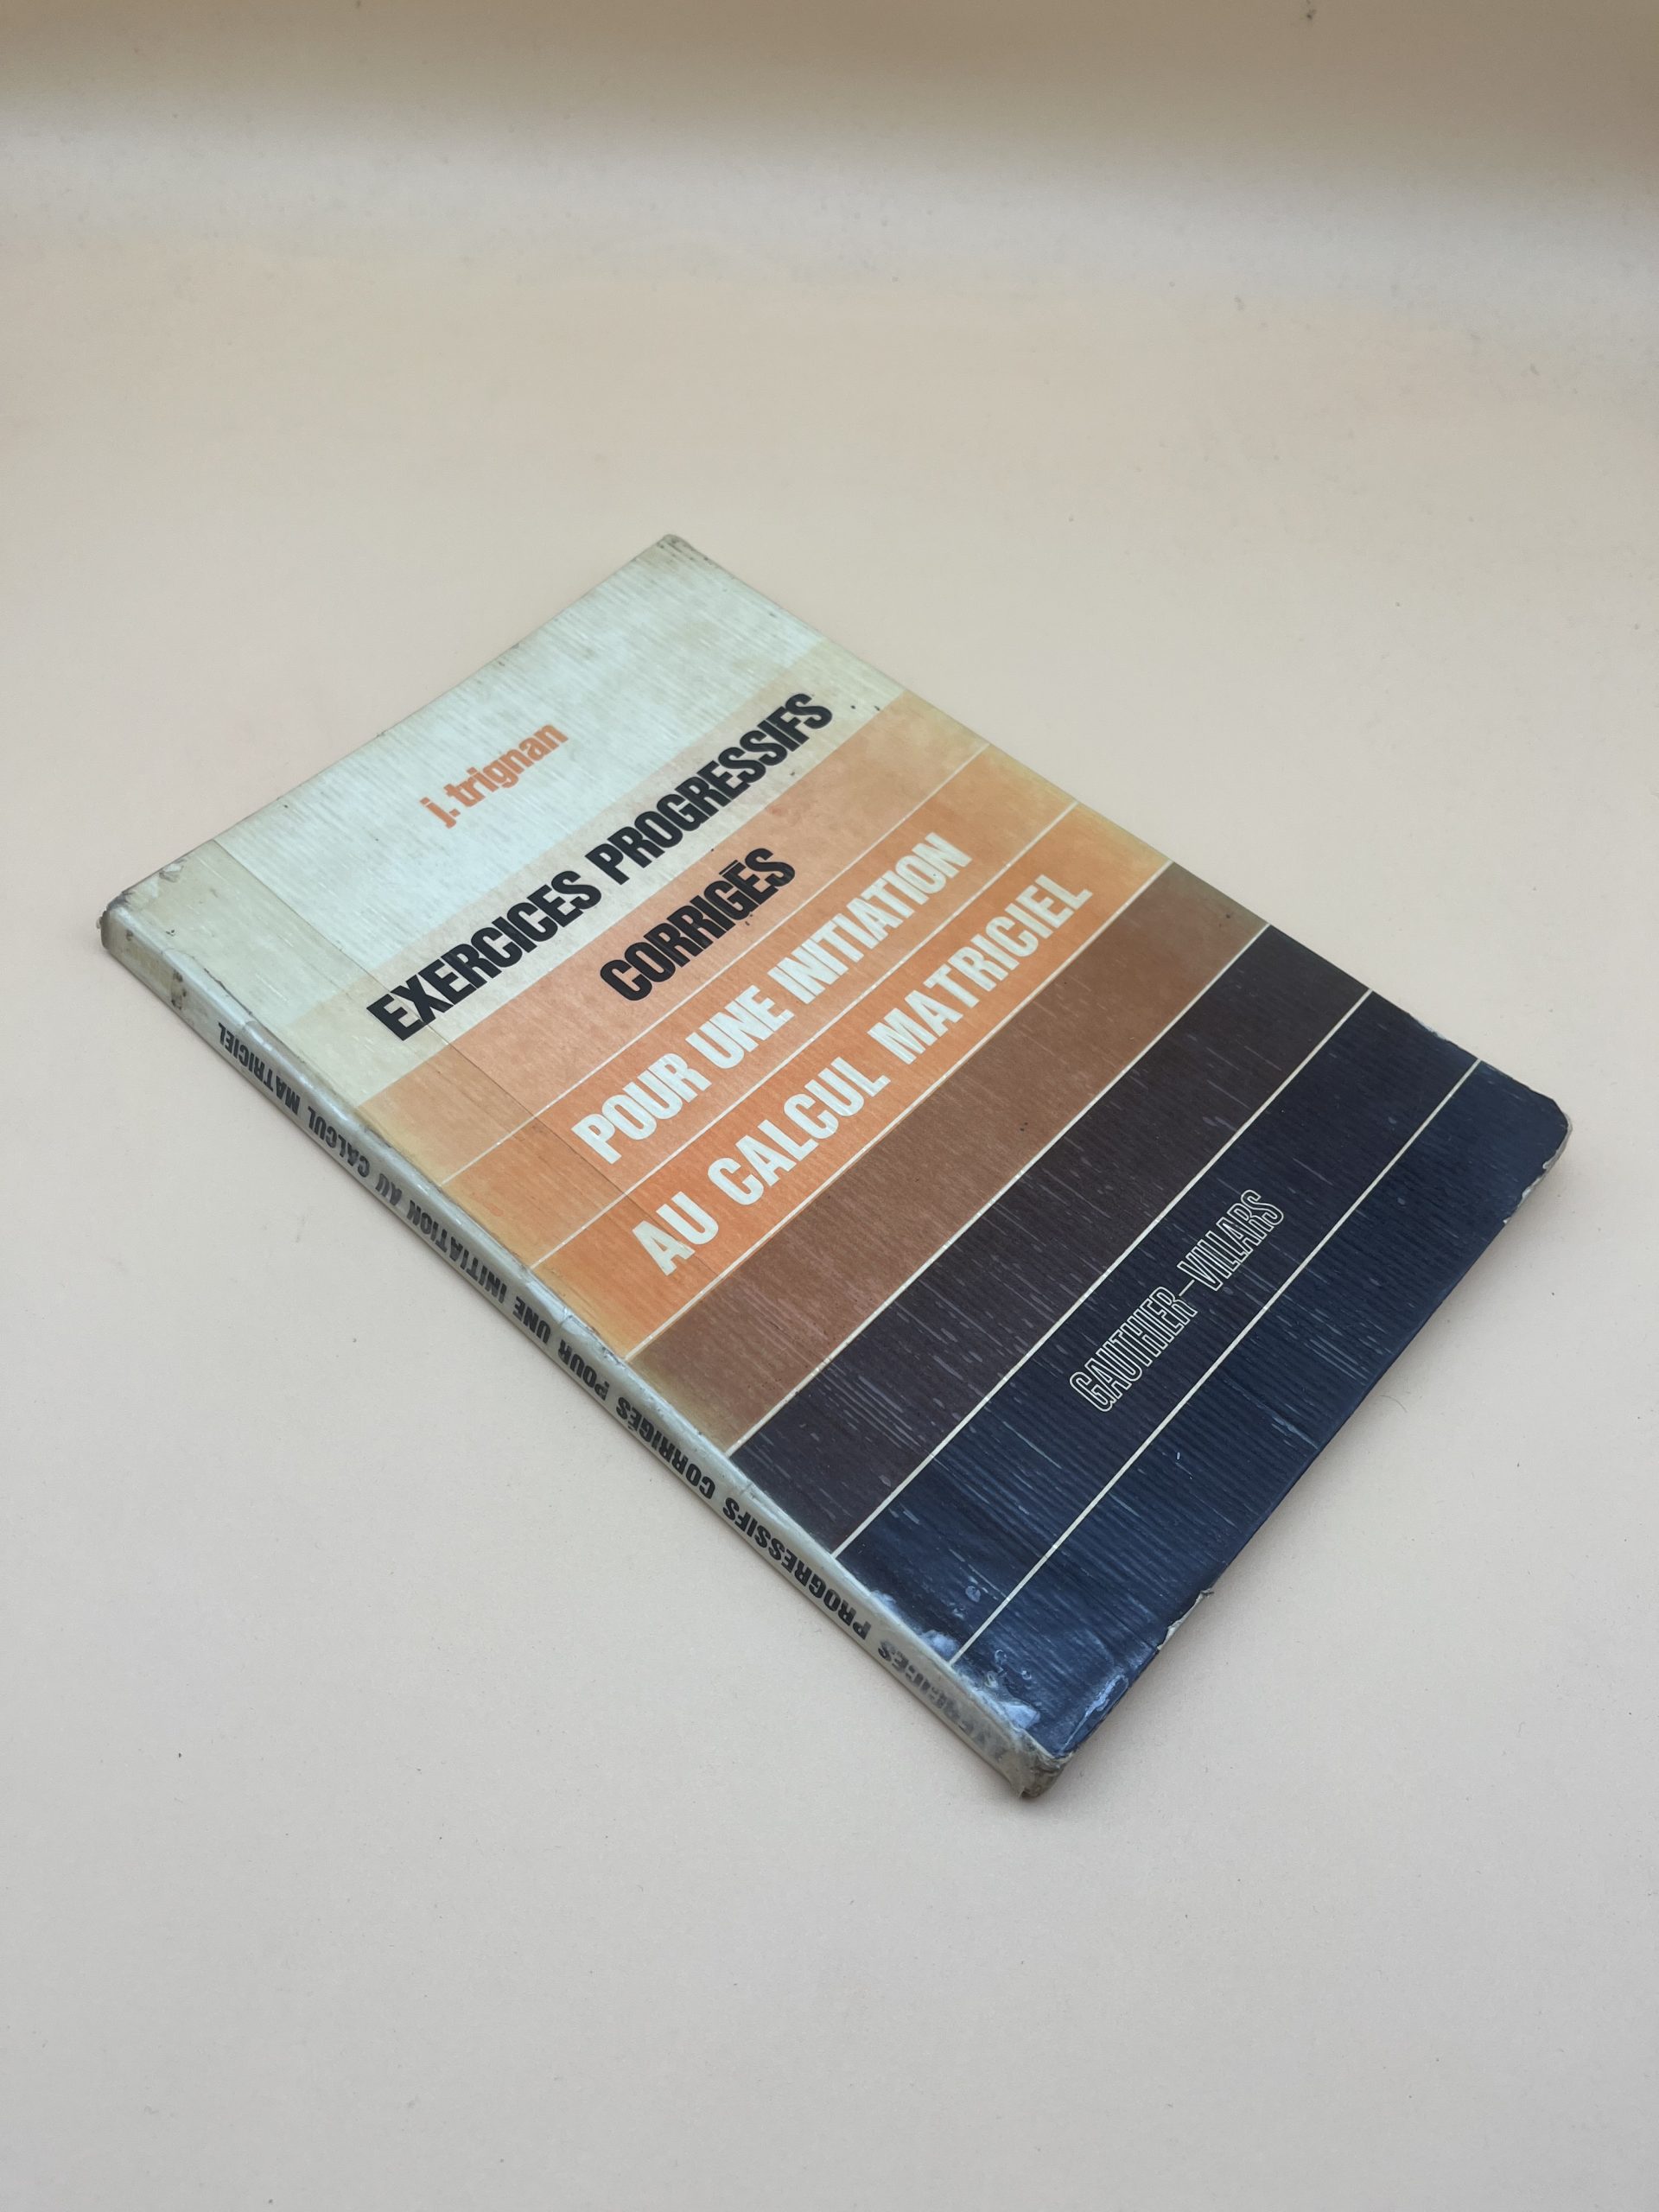 j. trignan
EXERCICES PROGRESSIFS
CORRIGÉS
POUR UNE INITIATION
AU CALCUL MATRICIEL
GAUTHIER–VILLARS
EXERCICES PROGRESSIFS CORRIGÉS POUR UNE INITIATION AU CALCUL MATRICIEL